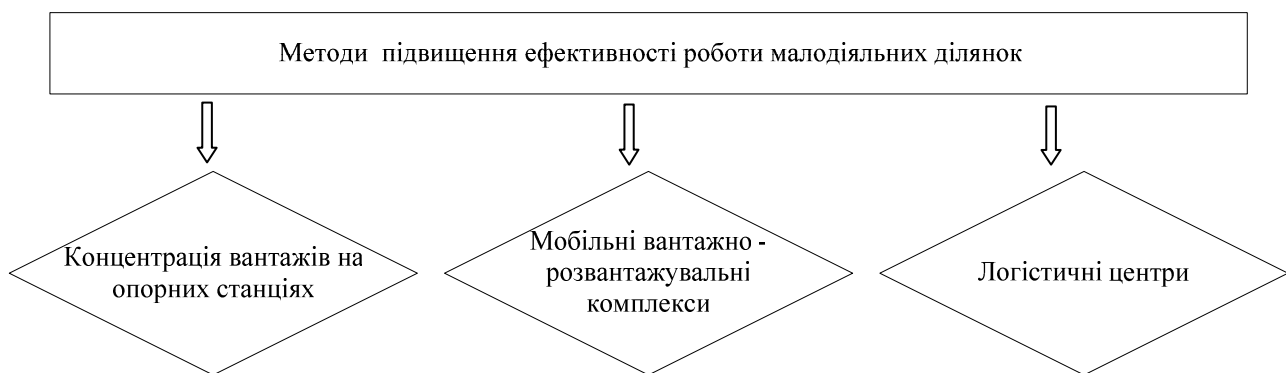 Методи підвищення ефективності роботи малодіяльних ділянок
Концентрація вантажів на
опорних станціях
Мобільні вантажно -
розвантажувальні
комплекси
Логістичні центри